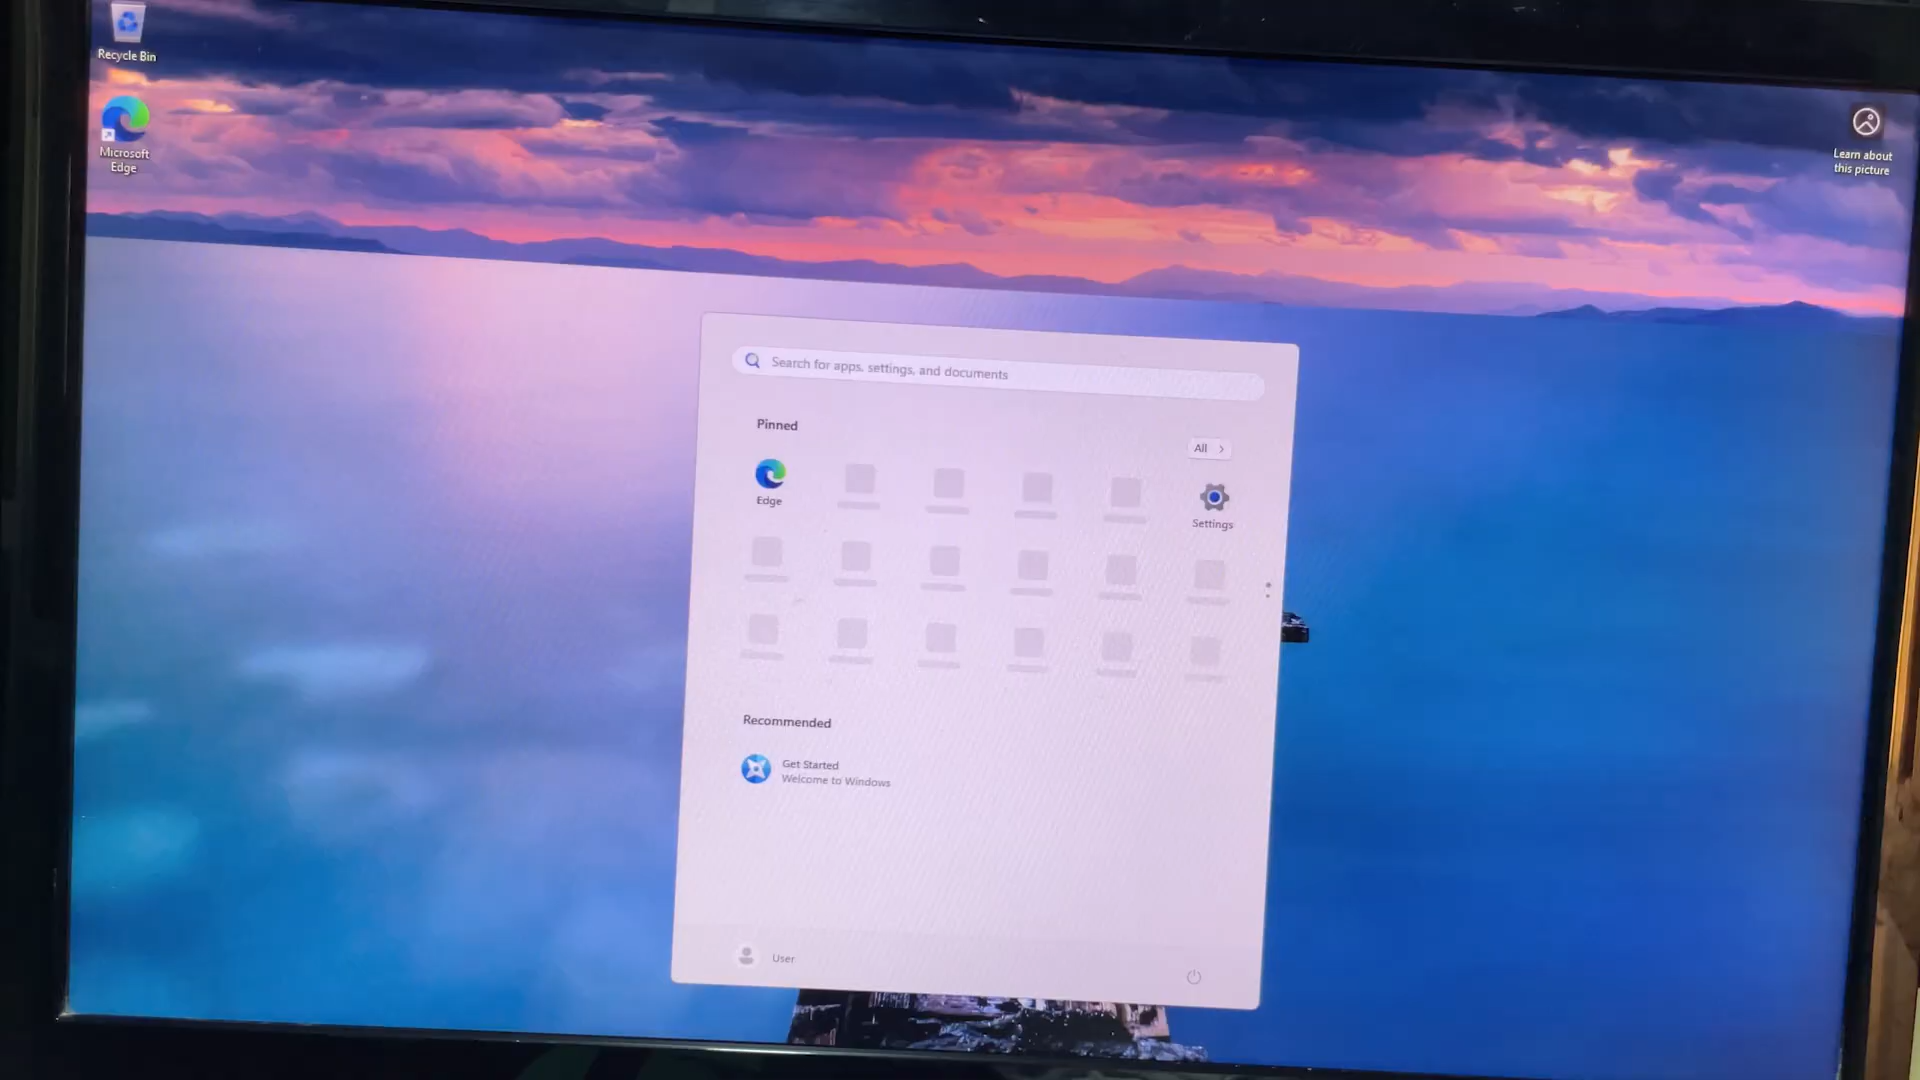 Recycle Bin
Microsoft
Edge
Learn about
this picture
Search for apps, settings, and documents
Pinned
All
Edge
Settings
Recommended
Get Started
Welcome to Windows
User